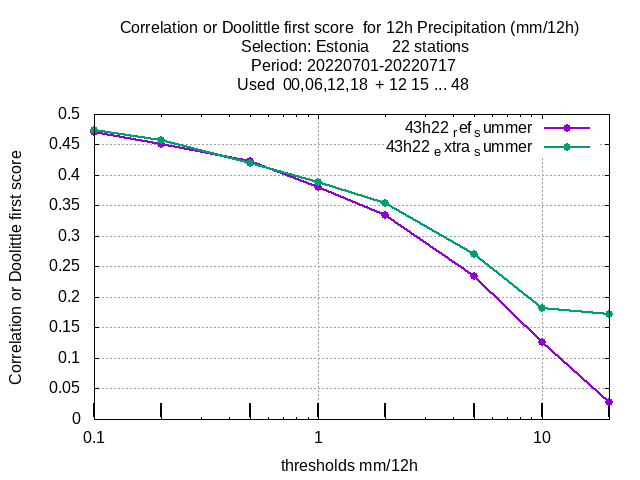 Correlation or Doolittle first score  for 12h Precipitation (mm/12h)
Selection: Estonia     22 stations
Period: 20220701-20220717
Used  00,06,12,18  + 12 15 ... 48
43h22 ref summer
43h22 extra summer
Correlation or Doolittle first score
0.5
0.45
0.4
0.35
0.3
0.25
0.2
0.15
0.1
0.05
0
0.1 1 10
thresholds mm/12h